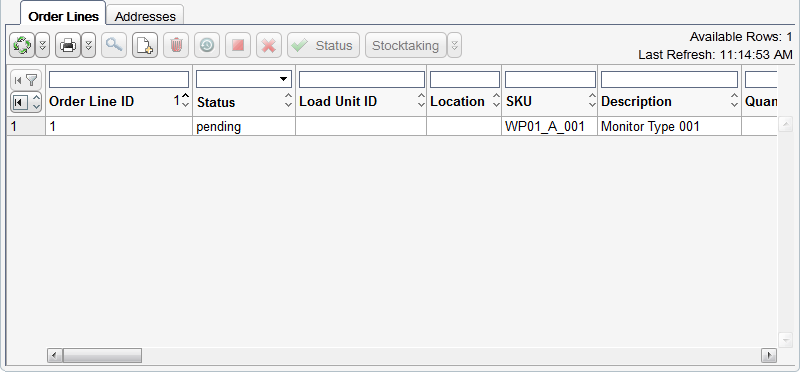 Order Lines Addresses
Status Stocktaking Available Rows: 1
Last Refresh: 11:14:53 AM
Order Line ID 1 Status Load Unit ID Location SKU Description Quan
1 1 pending WP01_A_001 Monitor Type 001